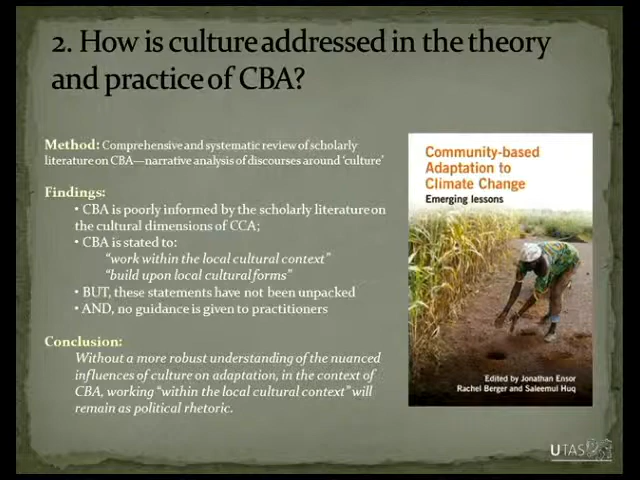 2. How is culture addressed in the theory
and practice of CBA?
Method: Comprehensive and systematic review of scholarly
literature on CBA—narrative analysis of discourses around ‘culture’
Findings:
• CBA is poorly informed by the scholarly literature on
the cultural dimensions of CCA;
• CBA is stated to:
“work within the local cultural context”
“build upon local cultural forms”
• BUT, these statements have not been unpacked
• AND, no guidance is given to practitioners
Conclusion:
Without a more robust understanding of the nuanced
influences of culture on adaptation, in the context of
CBA, working “within the local cultural context” will
remain as political rhetoric.
Community-based
Adaptation to
Climate Change
Emerging lessons
Edited by Jonathan Ensor
Rachel Berger and Saleemul Huq
UTAS